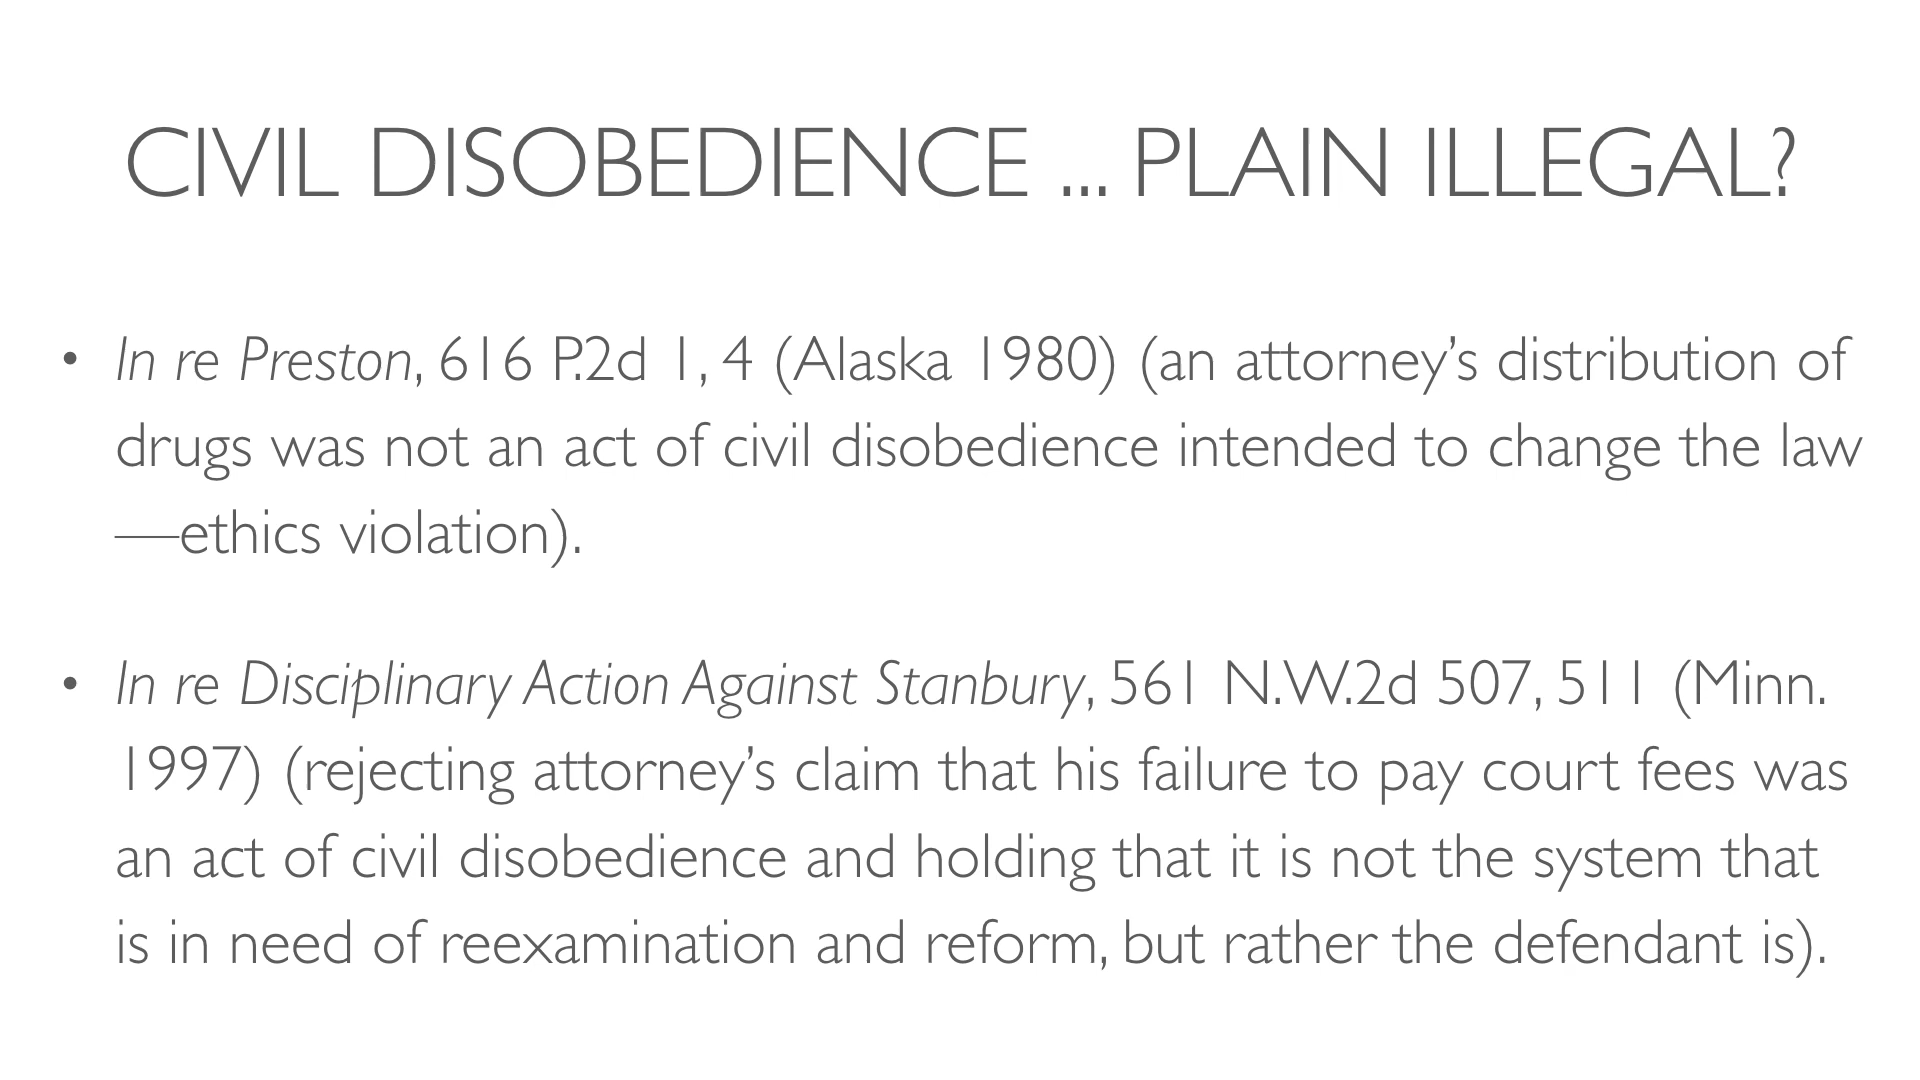 CIVIL DISOBEDIENCE ... PLAIN ILLEGAL?
• In re Preston, 616 P.2d 1, 4 (Alaska 1980) (an attorney’s distribution of
drugs was not an act of civil disobedience intended to change the law
—ethics violation).
• In re Disciplinary Action Against Stanbury, 561 N.W.2d 507, 511 (Minn.
1997) (rejecting attorney’s claim that his failure to pay court fees was
an act of civil disobedience and holding that it is not the system that
is in need of reexamination and reform, but rather the defendant is).